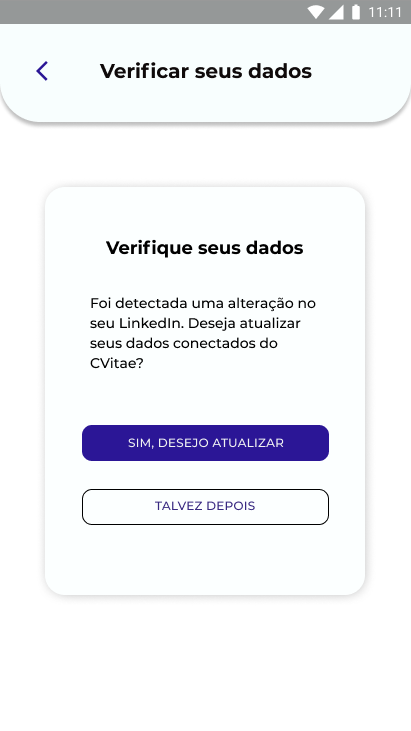 11:11
Verificar seus dados
Verifique seus dados
Foi detectada uma alteração no
seu LinkedIn. Deseja atualizar
seus dados conectados do
CVitae?
SIM, DESEJO ATUALIZAR
TALVEZ DEPOIS